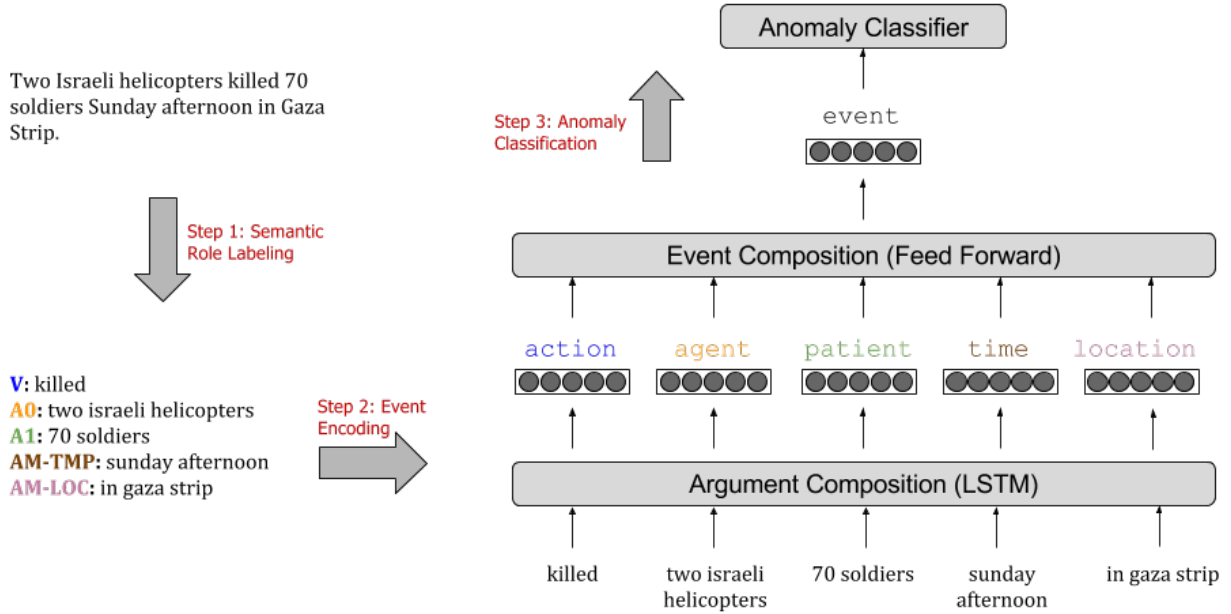 Two Israeli helicopters killed 70
soldiers Sunday afternoon in Gaza
Strip.
Step 1: Semantic
Role Labeling
V: killed
A0: two israeli helicopters
A1: 70 soldiers
AM-TMP: sunday afternoon
AM-LOC: in gaza strip
Step 2: Event
Encoding
Anomaly Classifier
Step 3: Anomaly
Classification
event
Event Composition (Feed Forward)
action agent patient time location
Argument Composition (LSTM)
killed two israeli 70 soldiers sunday in gaza strip
helicopters afternoon